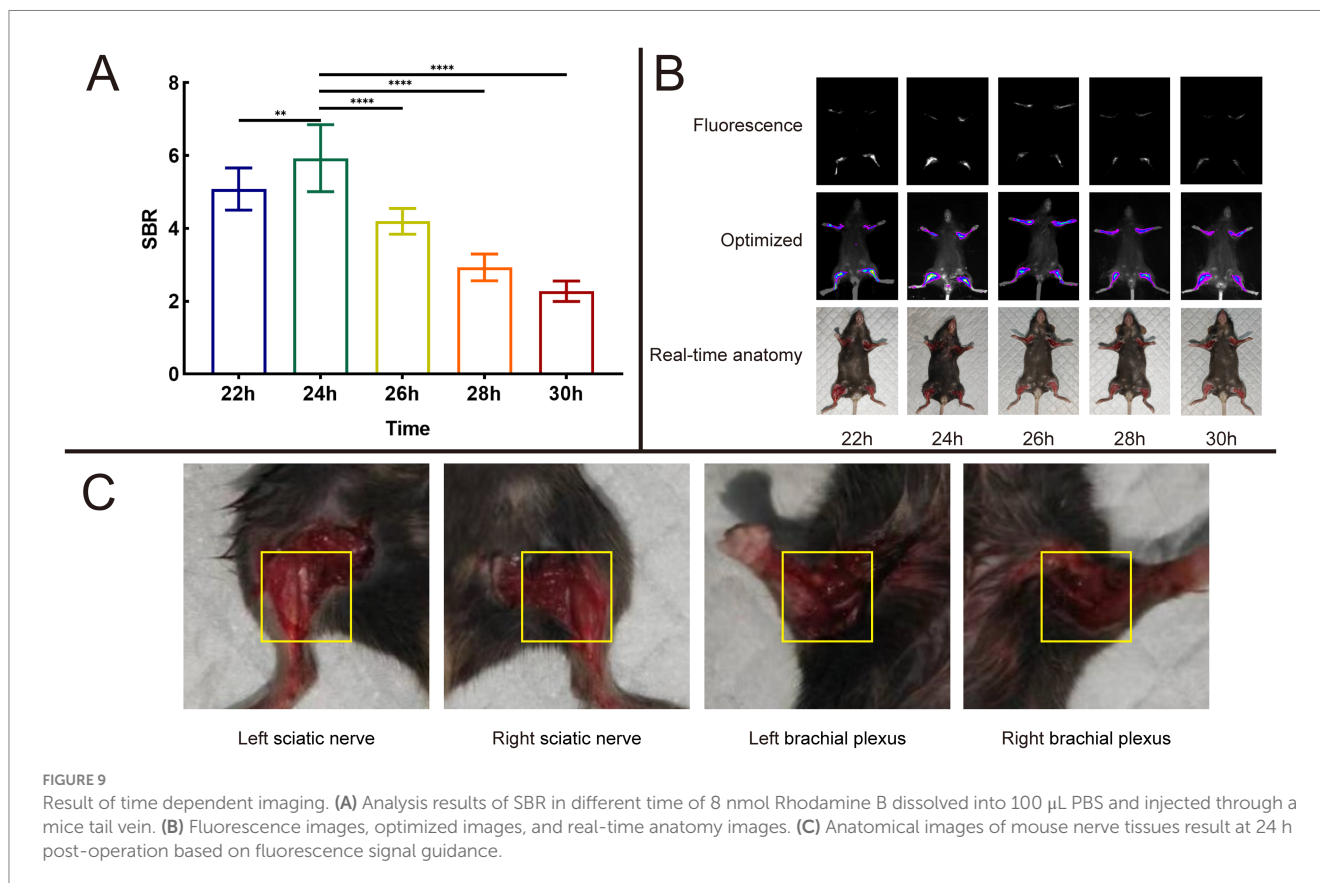 A
8
6
4
2
0
SBR
**
****
****
****
22h 24h 26h 28h 30h
Time
B
Fluorescence
Optimized
Real-time anatomy
22h 24h 26h 28h 30h
C
Left sciatic nerve
Right sciatic nerve
Left brachial plexus
Right brachial plexus
FIGURE 9
Result of time dependent imaging. (A) Analysis results of SBR in different time of 8 nmol Rhodamine B dissolved into 100 μL PBS and injected through a
mice tail vein. (B) Fluorescence images, optimized images, and real-time anatomy images. (C) Anatomical images of mouse nerve tissues result at 24 h
post-operation based on fluorescence signal guidance.